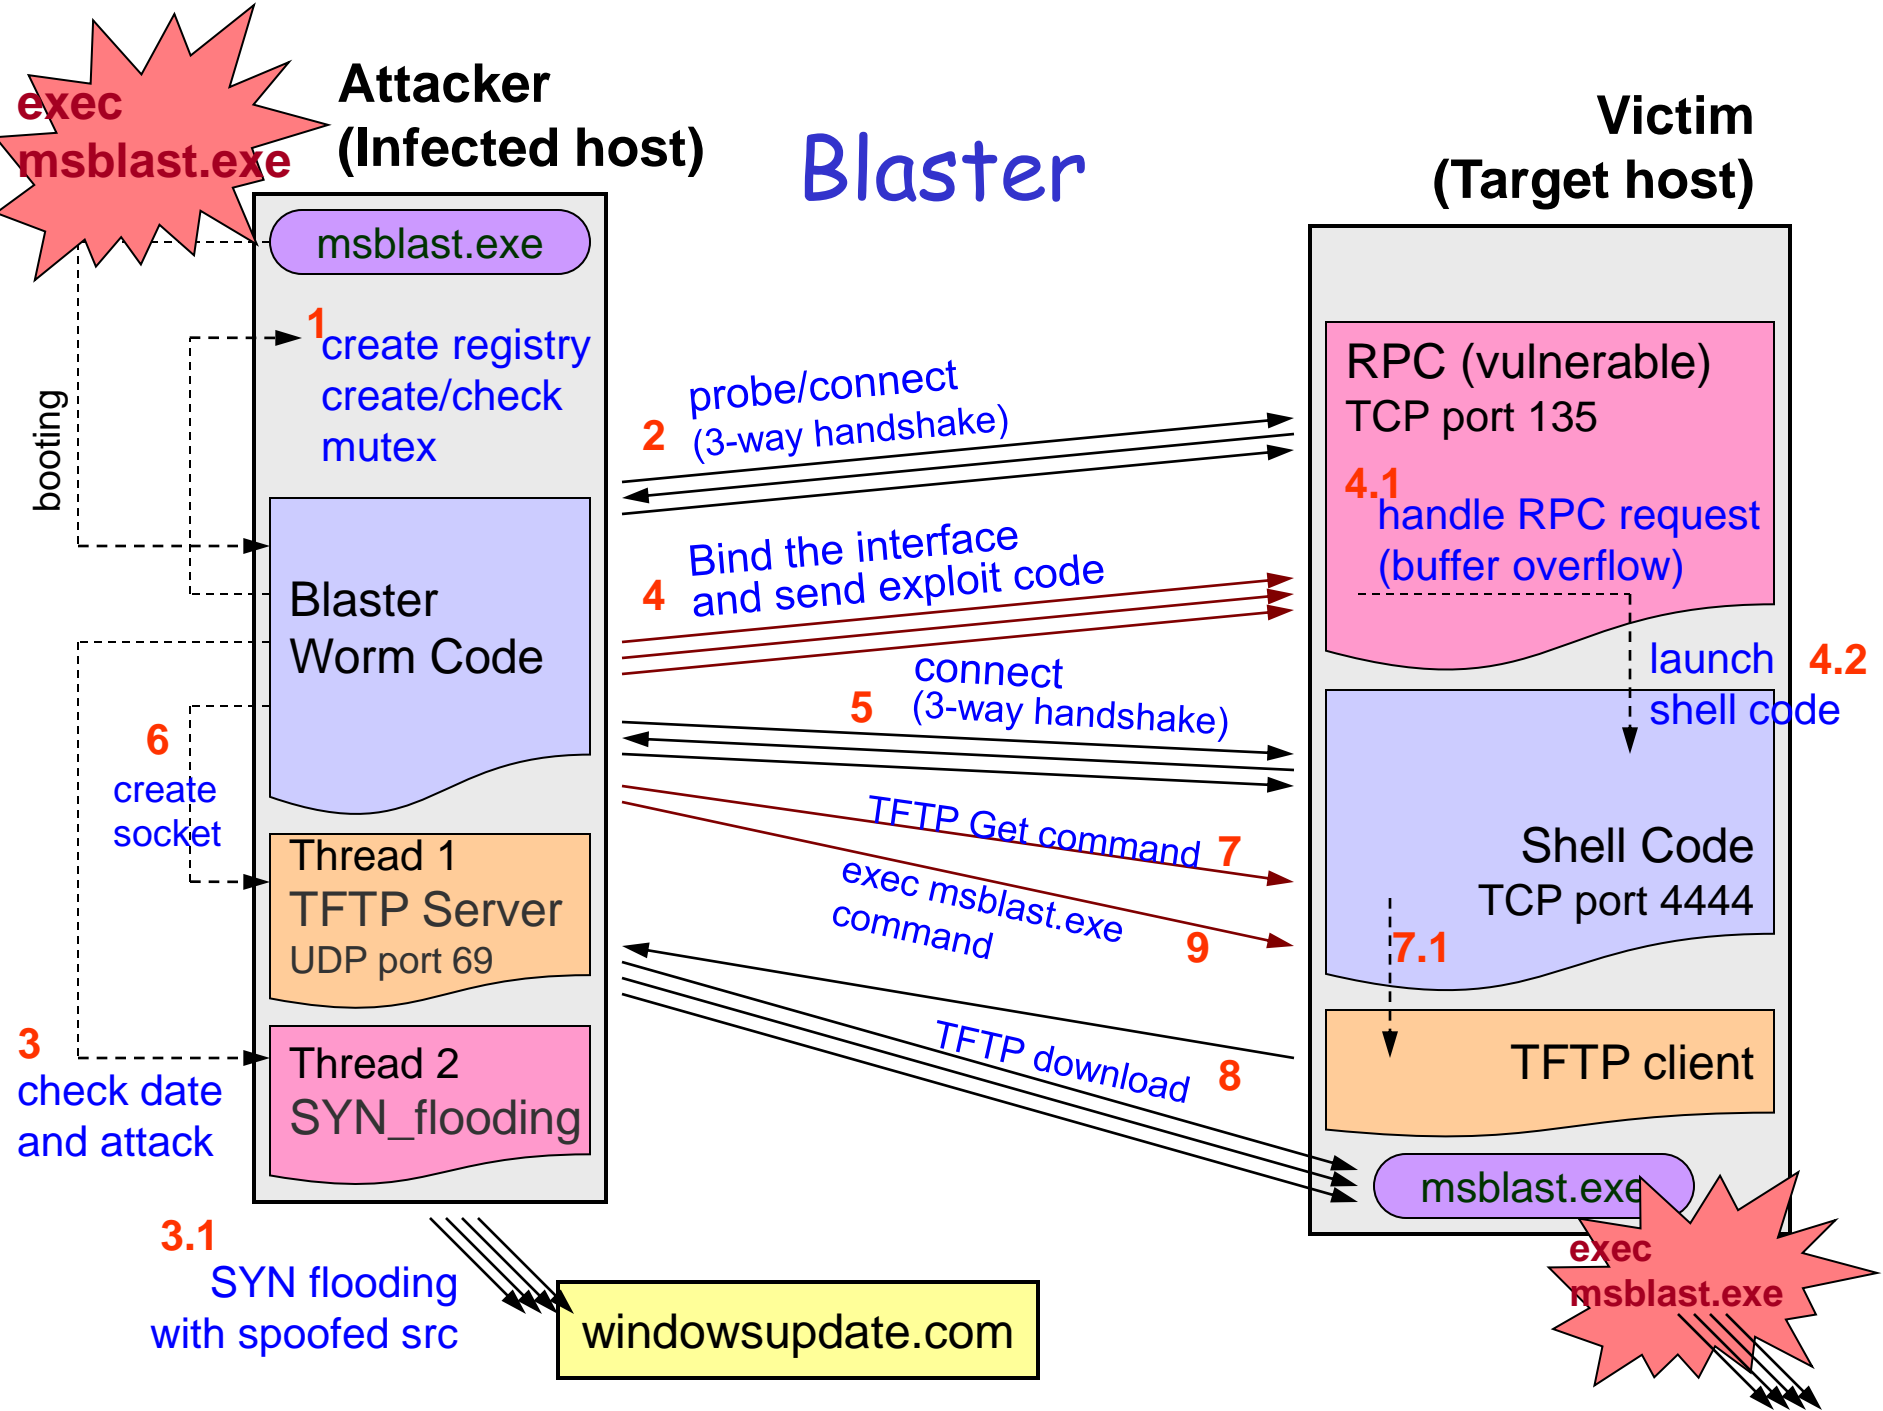 Blaster
exec
msblast.exe
Attacker
(Infected host)
msblast.exe
booting
1
create registry
create/check
mutex
Blaster
Worm Code
6
create
socket
Thread 1
TFTP Server
UDP port 69
3
check date
and attack
Thread 2
SYN_flooding
3.1
SYN flooding
with spoofed src
windowsupdate.com
2
probe/connect
(3-way handshake)
4
Bind the interface
and send exploit code
5
connect
(3-way handshake)
TFTP Get command 7
exec msblast.exe
command
9
TFTP download 8
Victim
(Target host)
RPC (vulnerable)
TCP port 135
4.1
handle RPC request
(buffer overflow)
launch 4.2
shell code
Shell Code
TCP port 4444
7.1
TFTP client
msblast.exe
exec
msblast.exe